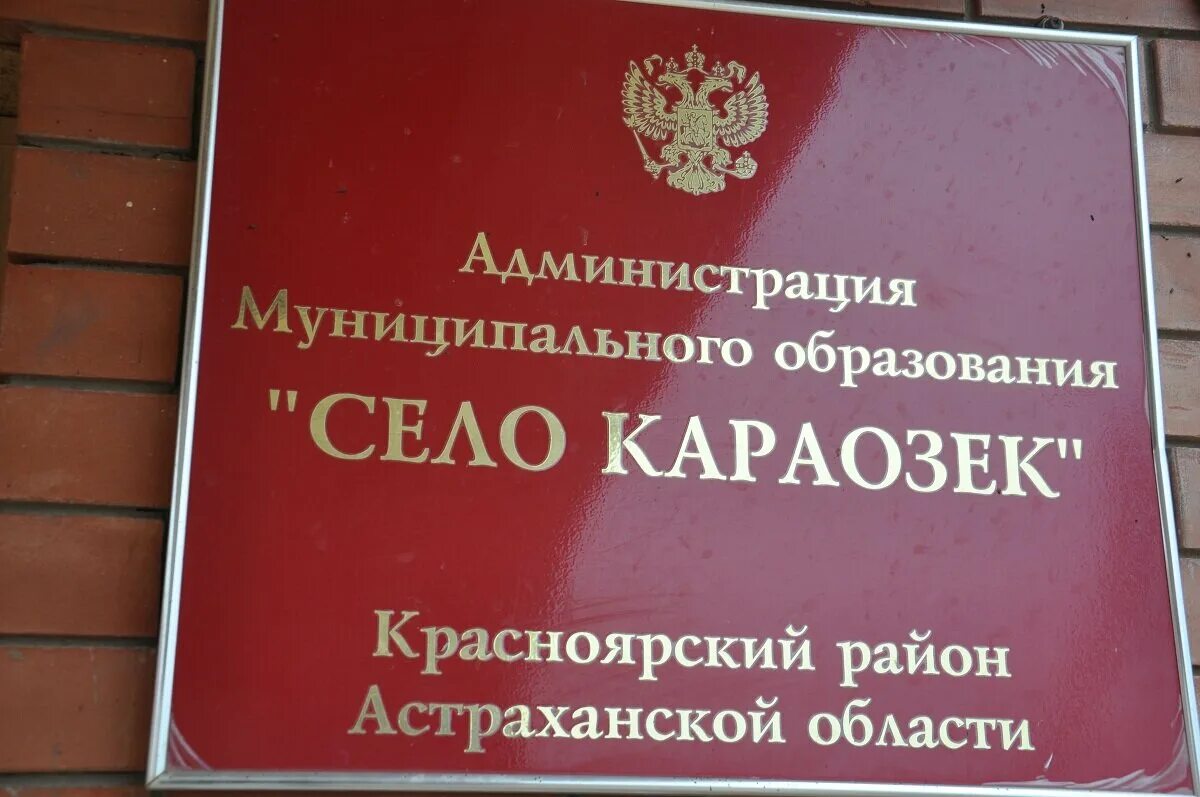 Администрация
Муниципального образования
"СЕЛО КАРАОЗЕК"
Красноярский район
Астраханской области